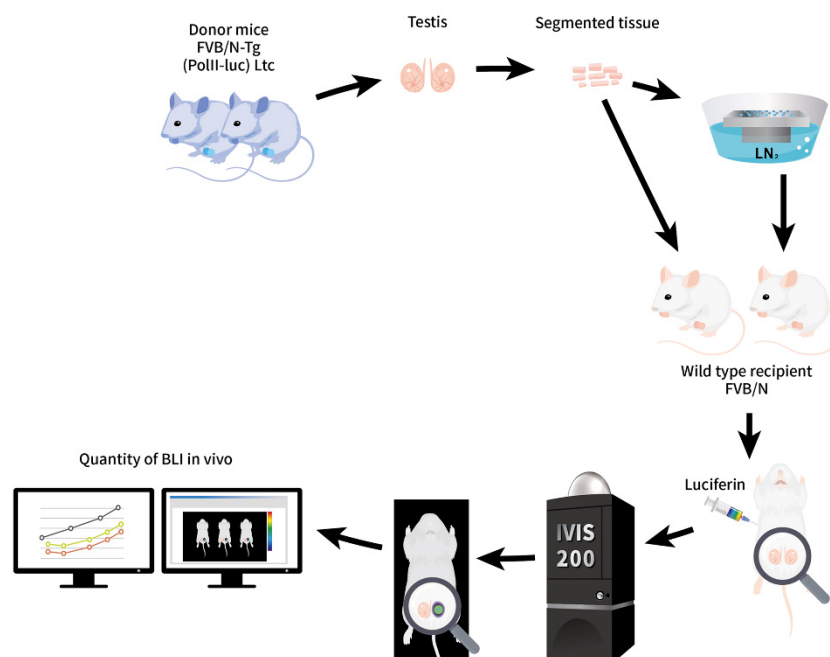 Donor mice
FVB/N-Tg
(PolII-luc) Ltc
Testis
Segmented tissue
LN₂
Wild type recipient
FVB/N
Luciferin
IVIS
200
Quantity of BLI in vivo